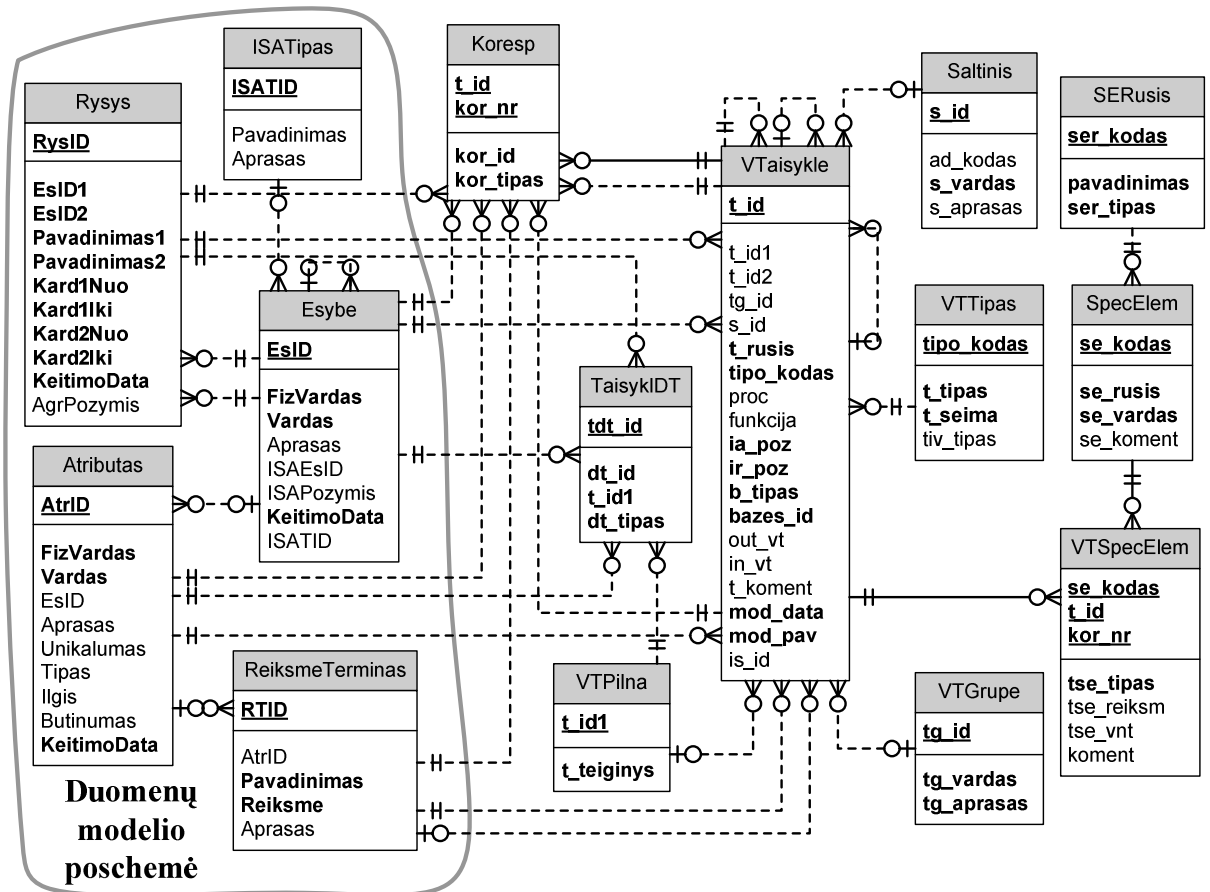 ISATipas
ISATID
Pavadinimas
Aprasas
Rysys
RysID
EsID1
EsID2
Pavadinimas1
Pavadinimas2
Kard1Nuo
Kard1Iki
Kard2Nuo
Kard2Iki
KeitimoData
AgrPozymis
Esybe
EsID
FizVardas
Vardas
Aprasas
ISAEsID
ISAPozymis
KeitimoData
ISATID
Atributas
AtrID
FizVardas
Vardas
EsID
Aprasas
Unikalumas
Tipas
Ilgis
Butinumas
KeitimoData
ReiksmeTerminas
RTID
AtrID
Pavadinimas
Reiksme
Aprasas
Duomenų
modelio
poschemė
Koresp
t_id
kor_nr
kor_id
kor_tipas
TaisyklDT
tdt_id
dt_id
t_id1
dt_tipas
VTPilna
t_id1
t_teiginys
VTaisykle
t_id
t_id1
t_id2
tg_id
s_id
t_rusis
tipo_kodas
proc
funkcija
ia_poz
ir_poz
b_tipas
bazes_id
out_vt
in_vt
t_koment
mod_data
mod_pav
is_id
Saltinis
s_id
ad_kodas
s_vardas
s_aprasas
VTTipas
tipo_kodas
t_tipas
t_seima
tiv_tipas
VTGrupe
tg_id
tg_vardas
tg_aprasas
SERusis
ser_kodas
pavadinimas
ser_tipas
SpecElem
se_kodas
se_rusis
se_vardas
se_koment
VTSpecElem
se_kodas
t_id
kor_nr
tse_tipas
tse_reiksm
tse_vnt
koment